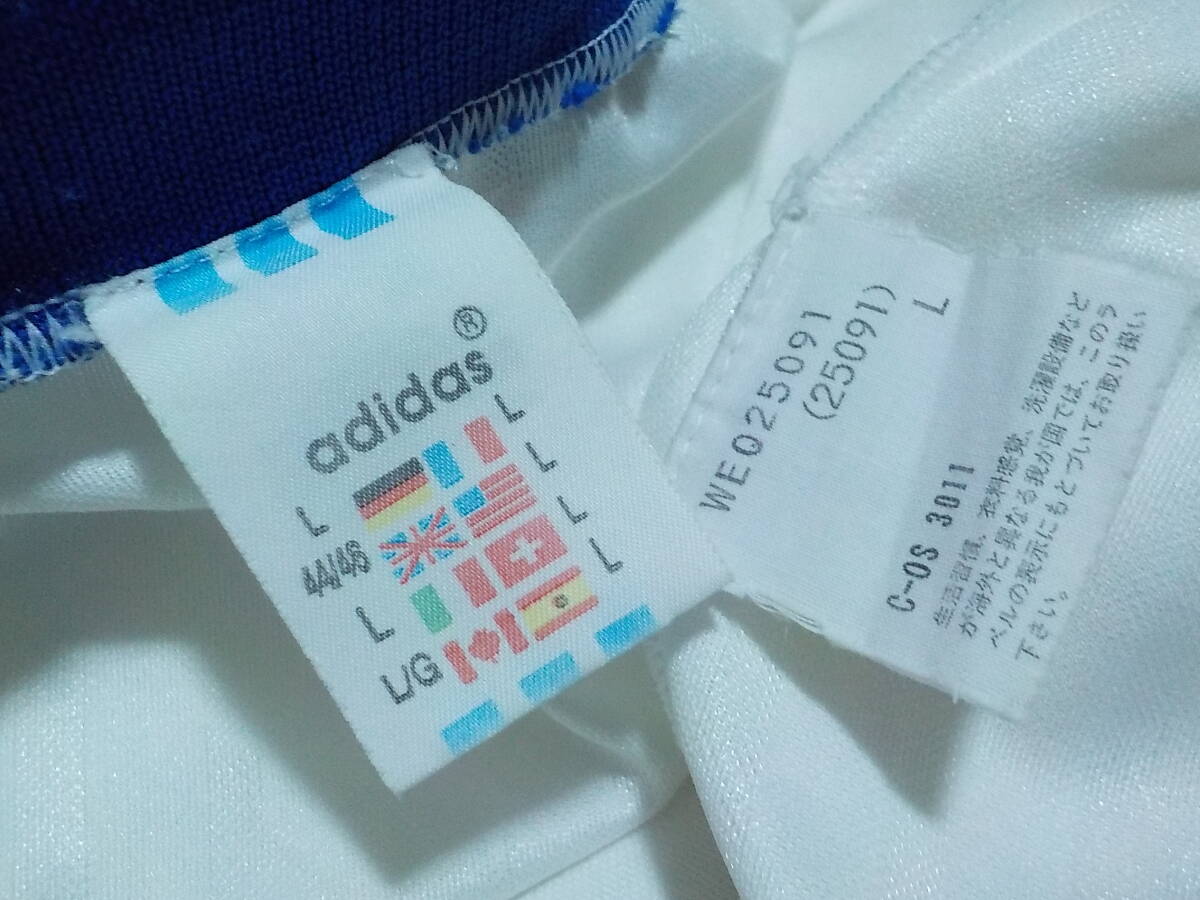 adidas®
L L
44/46 L
L L
L/G L
WE025091
(25091)
L
C-OS 3011
生活習慣、衣料感覚、洗濯設備など
が海外と異なる我が国では、このラ
ベルの表示にもとづいてお取り扱い
下さい。